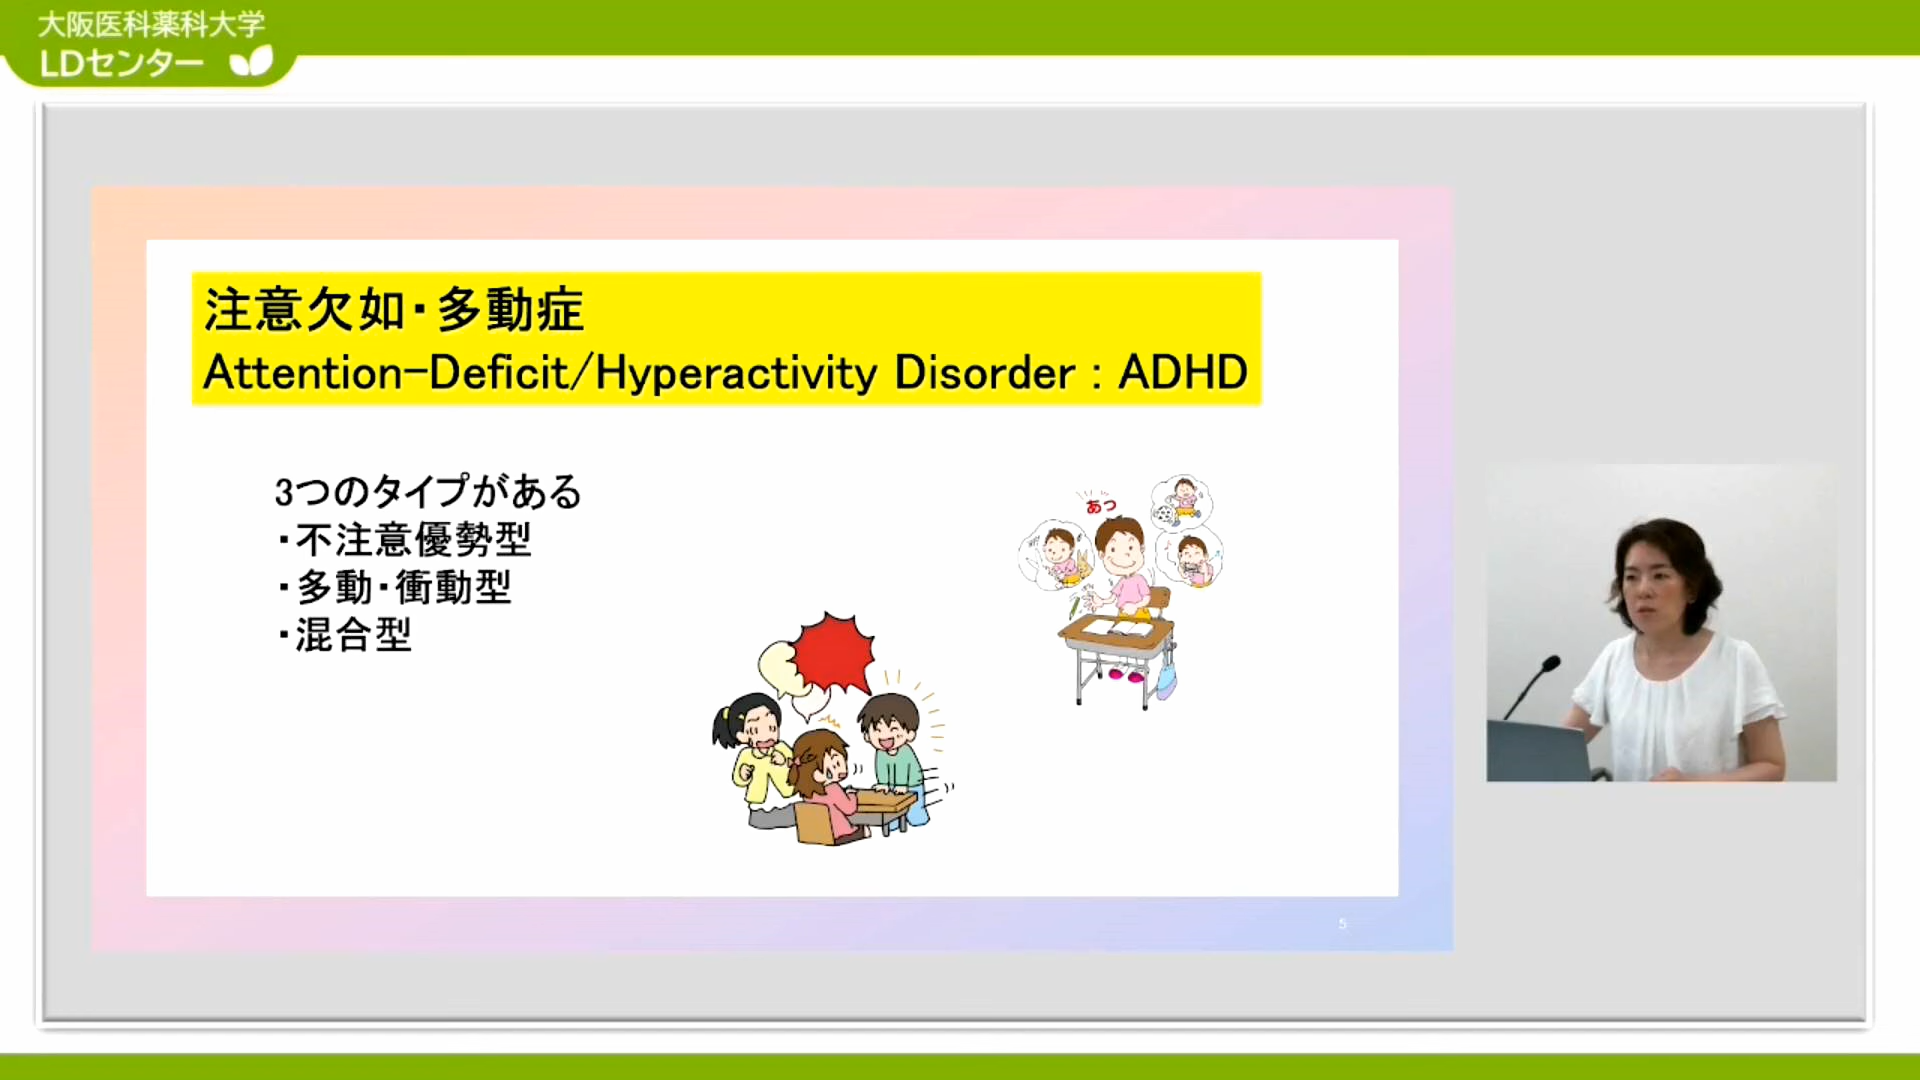 大阪医科薬科大学
LDセンター
注意欠如・多動症
Attention-Deficit/Hyperactivity Disorder : ADHD
3つのタイプがある
・不注意優勢型
・多動・衝動型
・混合型
あっ
5